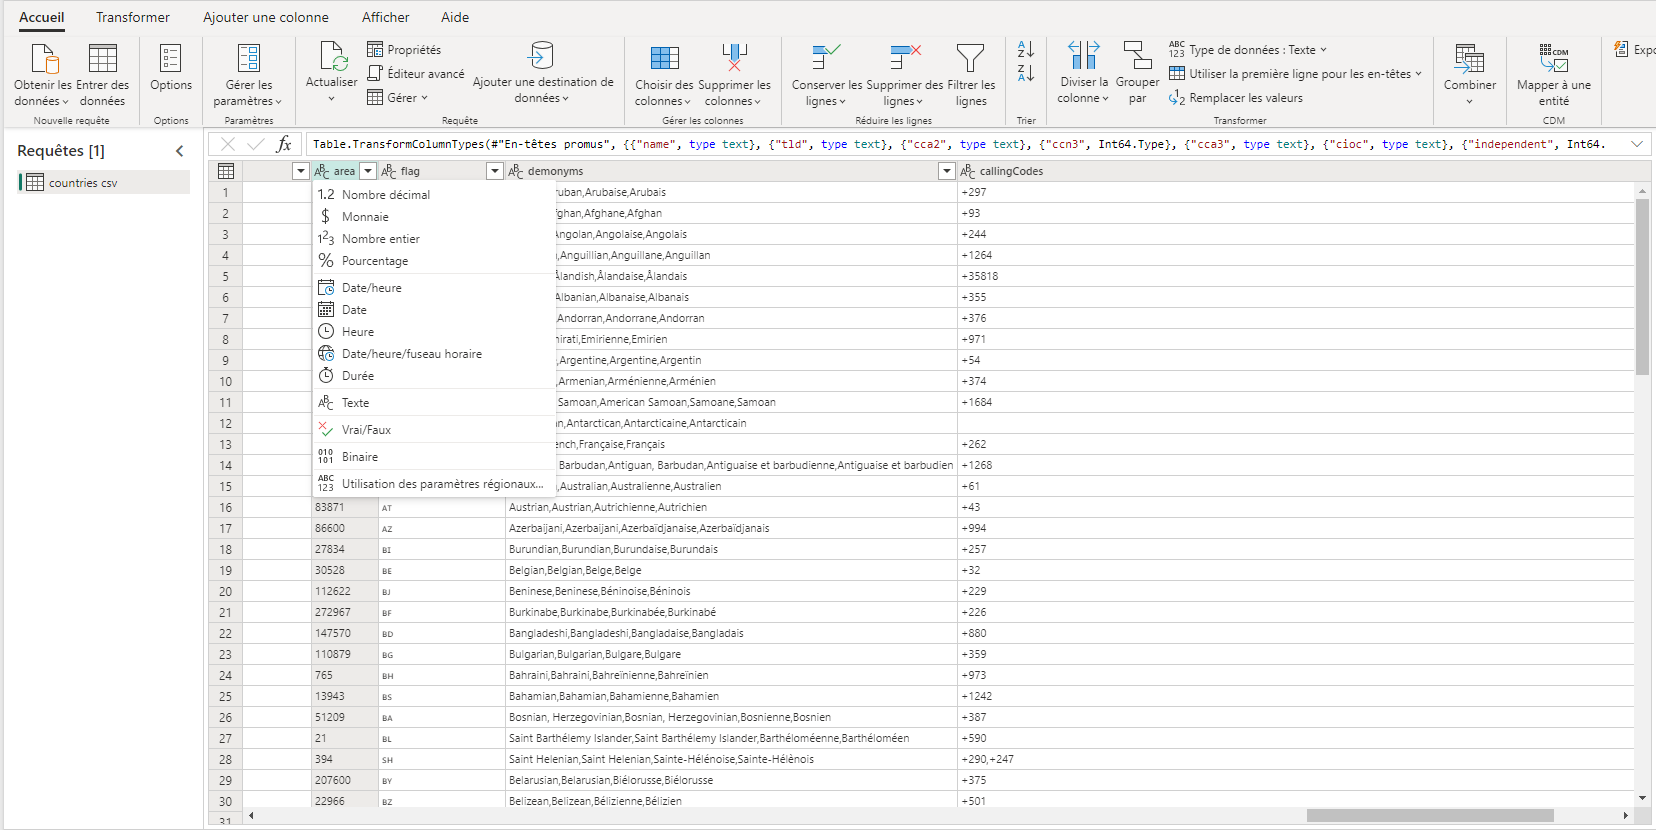 Accueil Transformer Ajouter une colonne Afficher Aide
Obtenir les données
Entrer des données
Nouvelle requête
Options
Options
Gérer les paramètres
Paramètres
Actualiser
Propriétés
Éditeur avancé
Gérer
Ajouter une destination de données
Requête
Choisir des colonnes
Supprimer les colonnes
Gérer les colonnes
Conserver les lignes
Supprimer des lignes
Filtrer les lignes
Réduire les lignes
Trier
Diviser la colonne
Grouper par
Type de données : Texte
Utiliser la première ligne pour les en-têtes
Remplacer les valeurs
Transformer
Combiner
Mapper à une entité
CDM
Expo
Requêtes [1]
countries csv
fx
Table.TransformColumnTypes(#"En-têtes promus", {{"name", type text}, {"tld", type text}, {"cca2", type text}, {"ccn3", Int64.Type}, {"cca3", type text}, {"cioc", type text}, {"independent", Int64.
area flag demonyms callingCodes
1.2 Nombre décimal
$ Monnaie
123 Nombre entier
% Pourcentage
Date/heure
Date
Heure
Date/heure/fuseau horaire
Durée
ABC Texte
Vrai/Faux
010 101 Binaire
ABC 123 Utilisation des paramètres régionaux...
1 ruban,Arubaise,Arubais +297
2 fghan,Afghane,Afghan +93
3 Angolan,Angolaise,Angolais +244
4 ,Anguillian,Anguillane,Anguillan +1264
5 Ålandish,Ålandaise,Ålandais +35818
6 Albanian,Albanaise,Albanais +355
7 Andorran,Andorrane,Andorran +376
8 mirati,Emirienne,Emirien +971
9 ,Argentine,Argentine,Argentin +54
10 ,Armenian,Arménienne,Arménien +374
11 Samoan,American Samoan,Samoane,Samoan +1684
12 n,Antarctican,Antarcticaine,Antarcticain
13 ench,Française,Français +262
14 Barbudan,Antiguan, Barbudan,Antiguaise et barbudienne,Antiguaise et barbudien +1268
15 ,Australian,Australienne,Australien +61
16 83871 AT Austrian,Austrian,Autrichienne,Autrichien +43
17 86600 AZ Azerbaijani,Azerbaijani,Azerbaïdjanaise,Azerbaïdjanais +994
18 27834 BI Burundian,Burundian,Burundaise,Burundais +257
19 30528 BE Belgian,Belgian,Belge,Belge +32
20 112622 BJ Beninese,Beninese,Béninoise,Béninois +229
21 272967 BF Burkinabe,Burkinabe,Burkinabée,Burkinabé +226
22 147570 BD Bangladeshi,Bangladeshi,Bangladaise,Bangladais +880
23 110879 BG Bulgarian,Bulgarian,Bulgare,Bulgare +359
24 765 BH Bahraini,Bahraini,Bahreïnienne,Bahreïnien +973
25 13943 BS Bahamian,Bahamian,Bahamienne,Bahamien +1242
26 51209 BA Bosnian, Herzegovinian,Bosnian, Herzegovinian,Bosnienne,Bosnien +387
27 21 BL Saint Barthélemy Islander,Saint Barthélemy Islander,Barthéloméenne,Barthéloméen +590
28 394 SH Saint Helenian,Saint Helenian,Sainte-Hélénoise,Sainte-Hélènois +290,+247
29 207600 BY Belarusian,Belarusian,Biélorusse,Biélorusse +375
30 22966 BZ Belizean,Belizean,Bélizienne,Bélizien +501
31